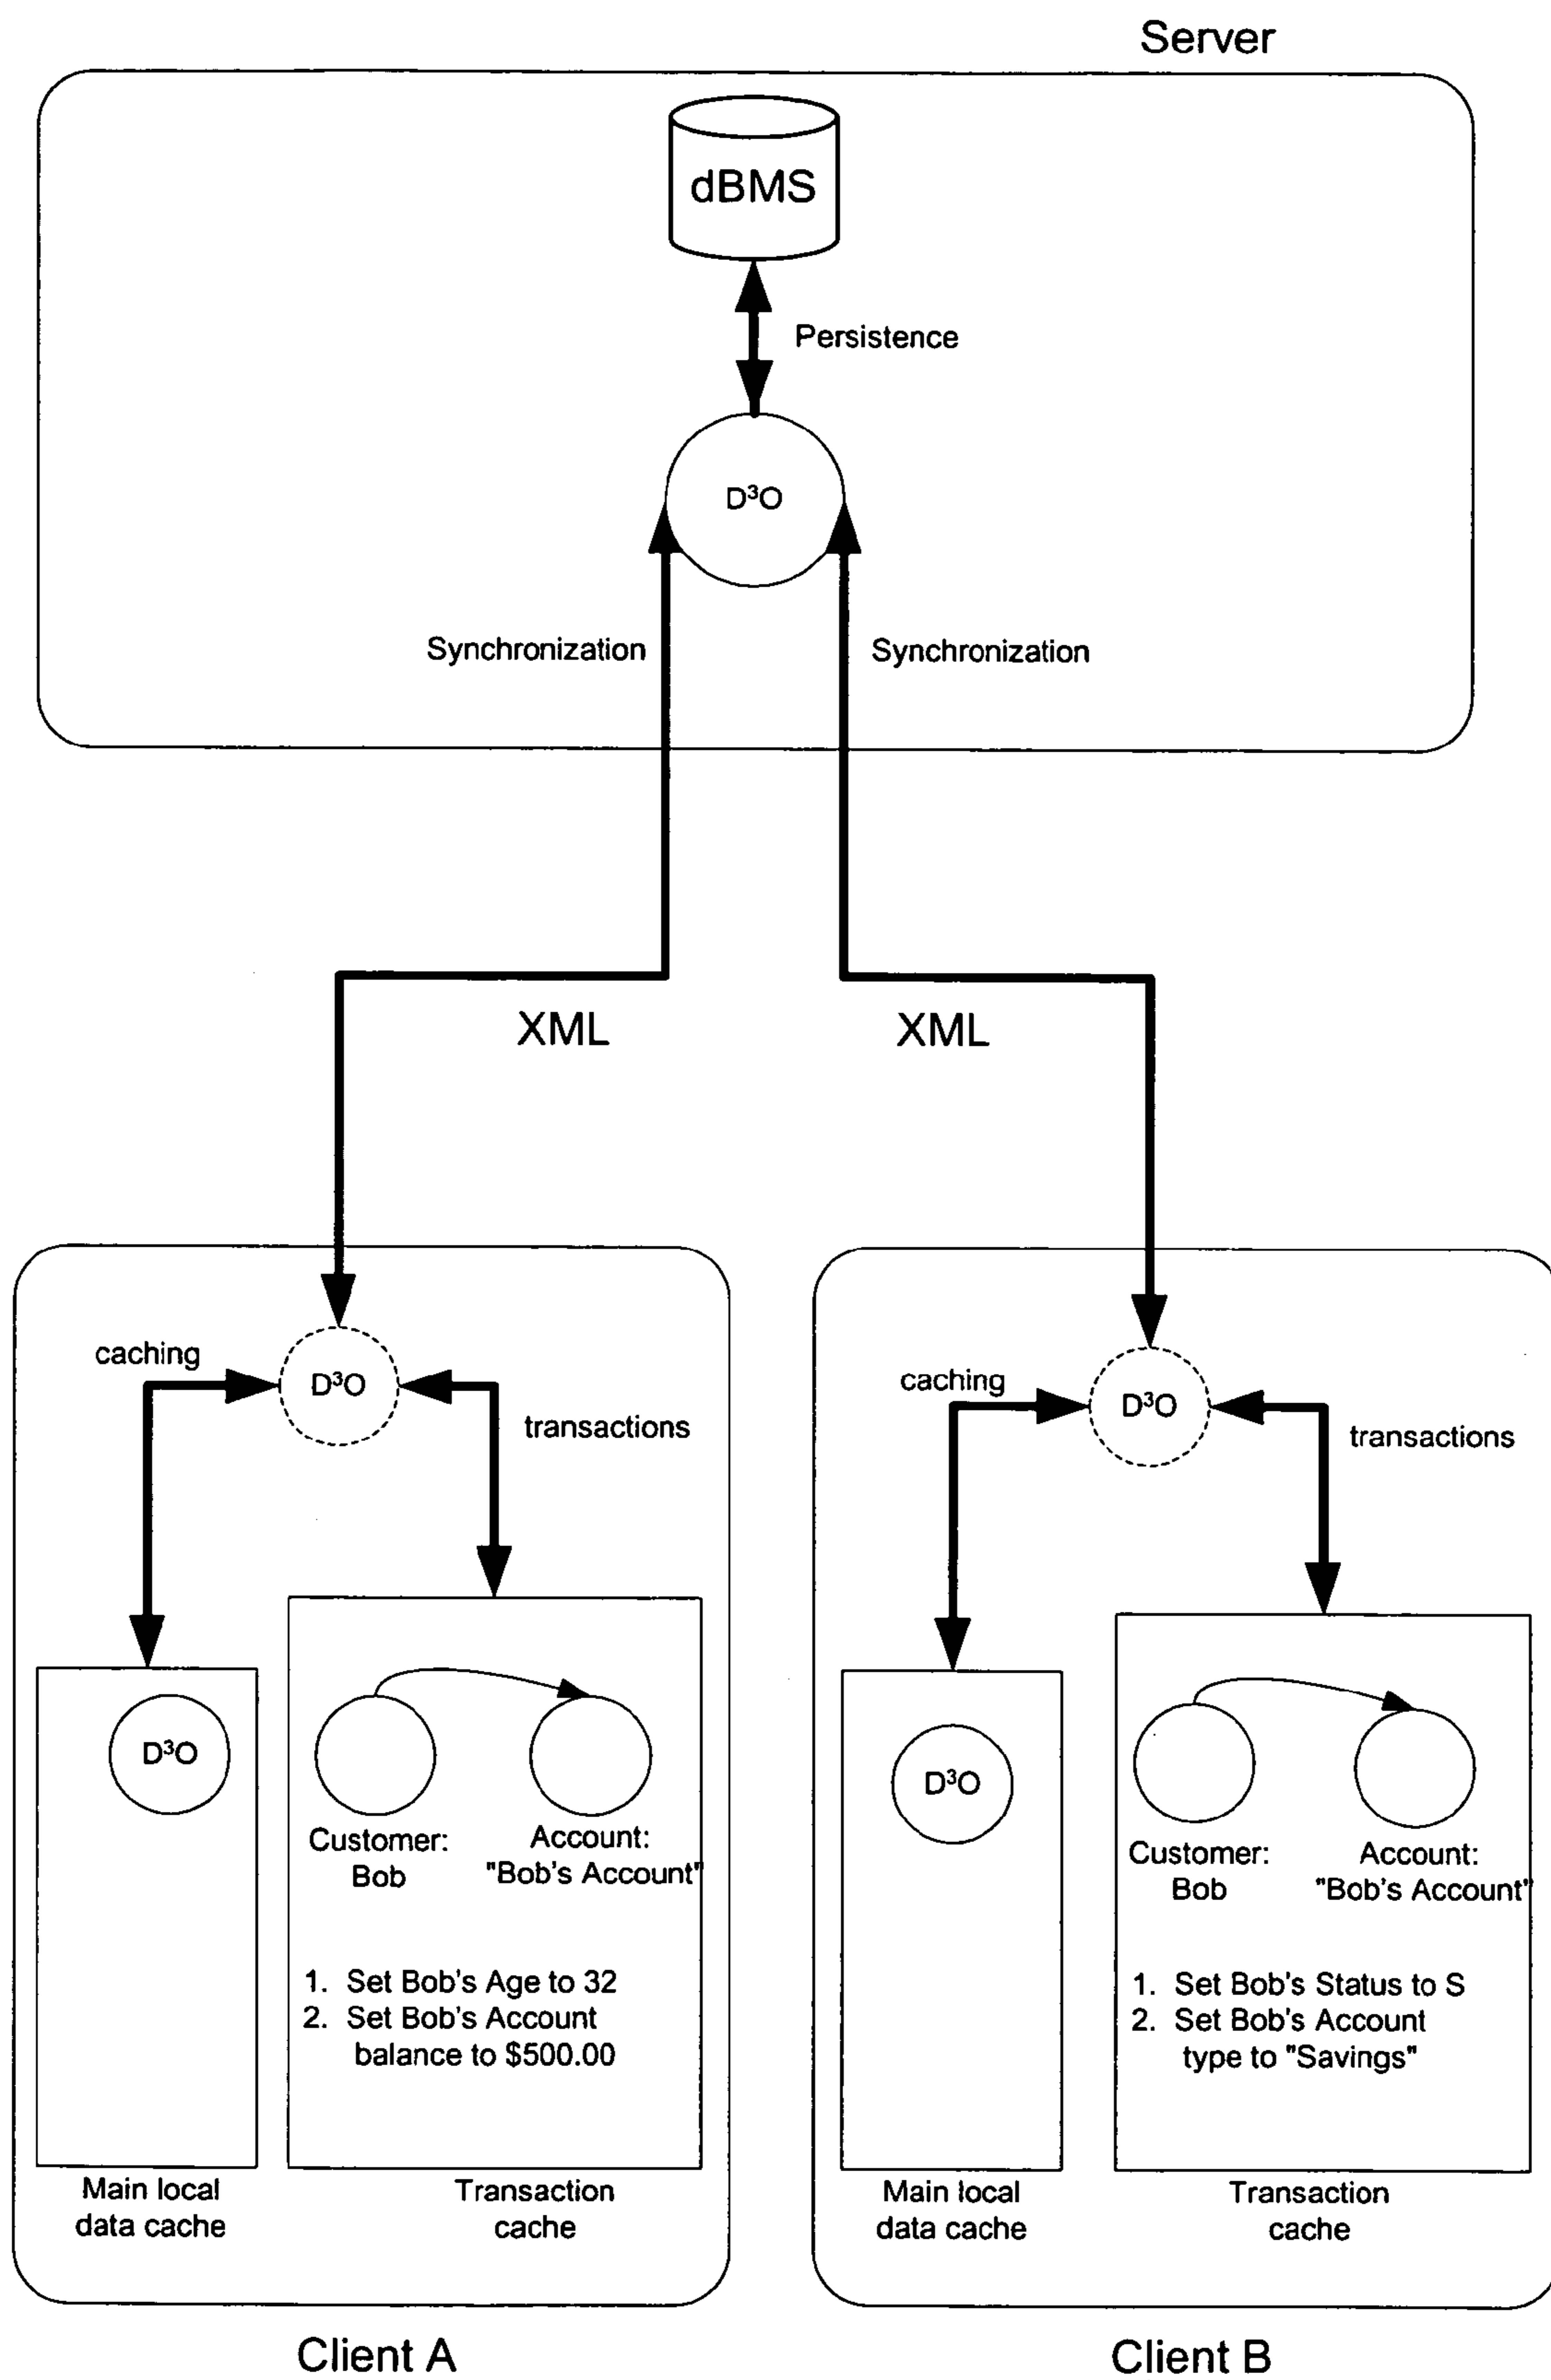 Server
dBMS
Persistence
D³O
Synchronization
Synchronization
XML
XML
caching
D³O
transactions
D³O
Customer:
Bob
Account:
"Bob's Account"
1. Set Bob's Age to 32
2. Set Bob's Account
balance to $500.00
Main local
data cache
Transaction
cache
Client A
caching
D³O
transactions
D³O
Customer:
Bob
Account:
"Bob's Account"
1. Set Bob's Status to S
2. Set Bob's Account
type to "Savings"
Main local
data cache
Transaction
cache
Client B